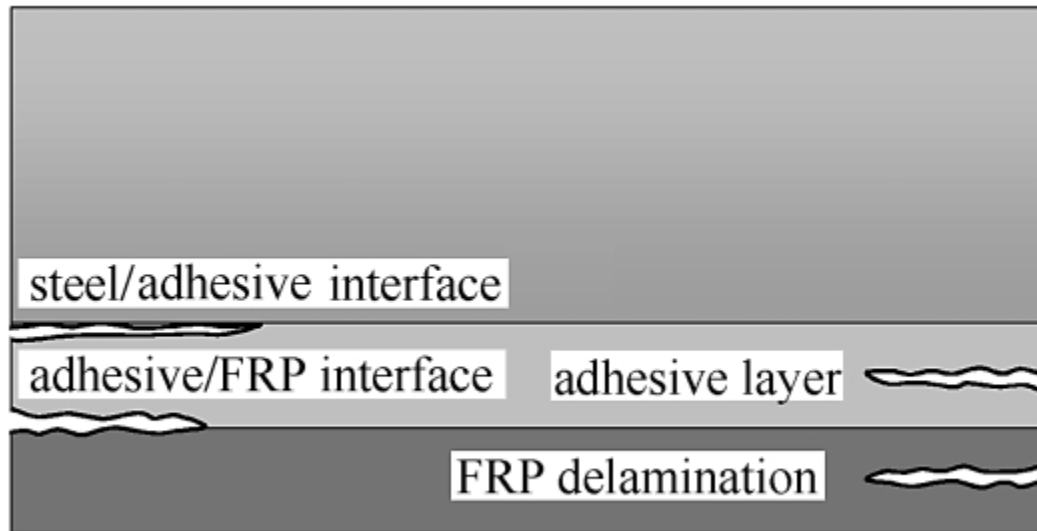 steel/adhesive interface
adhesive/FRP interface
adhesive layer
FRP delamination